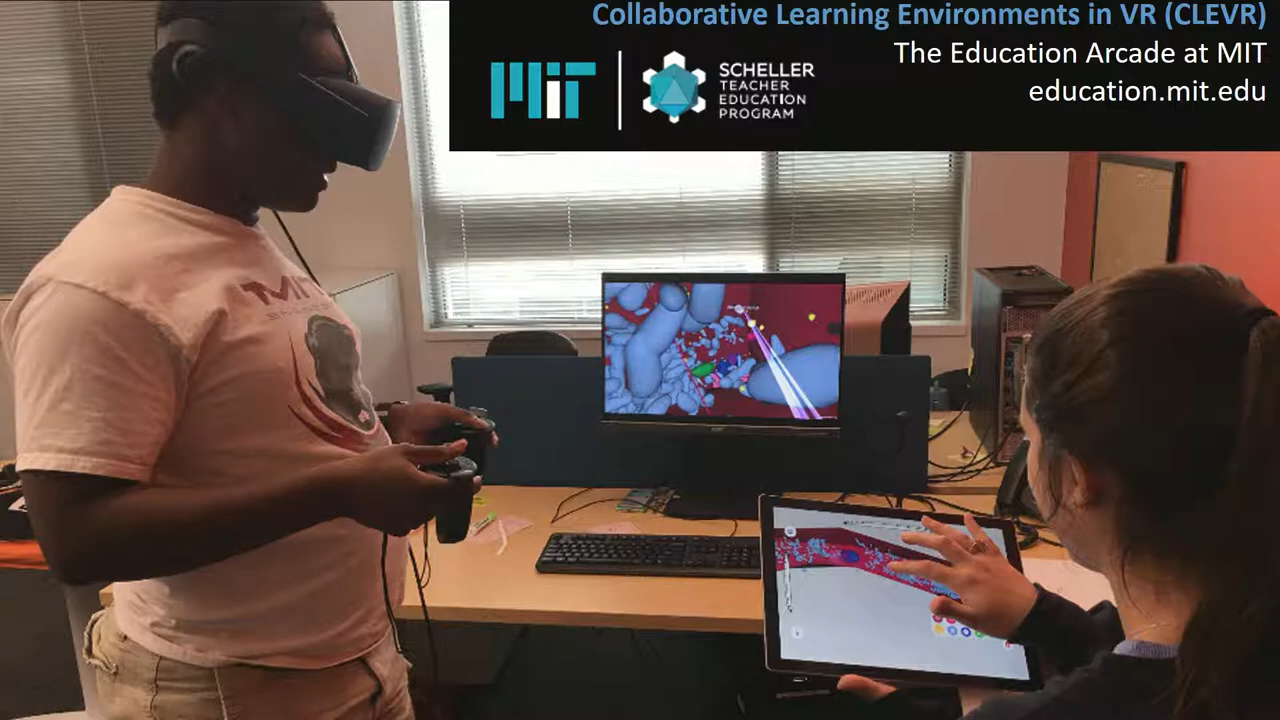 Collaborative Learning Environments in VR (CLEVR)
The Education Arcade at MIT
education.mit.edu
MIT
SCHELLER
TEACHER
EDUCATION
PROGRAM
MIT